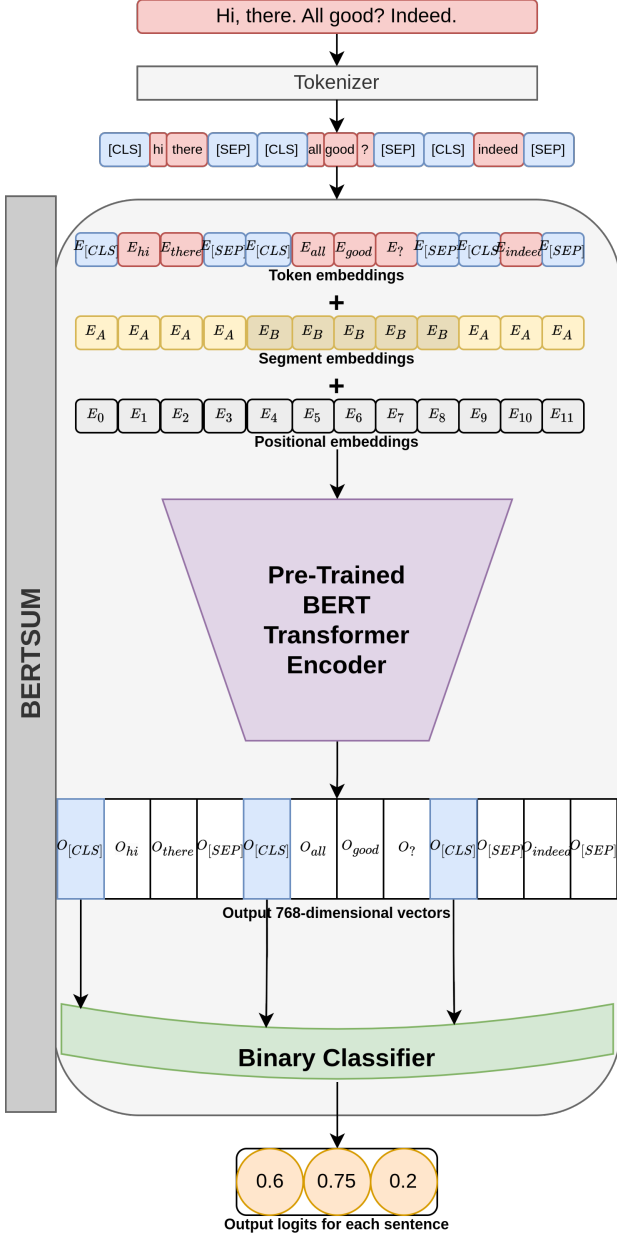 Hi, there. All good? Indeed.
Tokenizer
[CLS] hi there [SEP] [CLS] all good ? [SEP] [CLS] indeed [SEP]
E[CLS] Ehi Ethere E[SEP] E[CLS] Eall Egood E? E[SEP] E[CLS] Eindeed E[SEP]
Token embeddings
+
EA EA EA EA EB EB EB EB EB EA EA EA
Segment embeddings
+
E0 E1 E2 E3 E4 E5 E6 E7 E8 E9 E10 E11
Positional embeddings
Pre-Trained
BERT
Transformer
Encoder
BERTSUM
O[CLS] Ohi Othere O[SEP] O[CLS] Oall Ogood O? O[CLS] O[SEP] Oindeed O[SEP]
Output 768-dimensional vectors
Binary Classifier
0.6 0.75 0.2
Output logits for each sentence